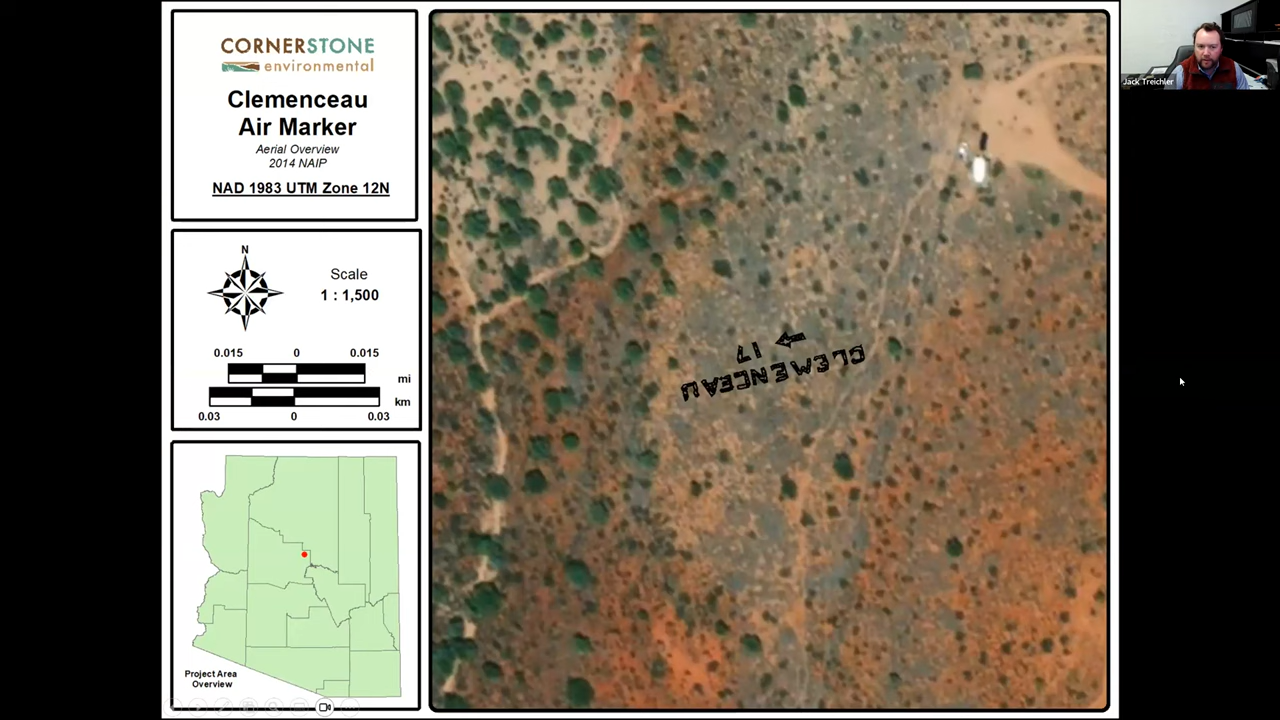 CORNERSTONE
environmental
Clemenceau
Air Marker
Aerial Overview
2014 NAIP
NAD 1983 UTM Zone 12N
N
Scale
1 : 1,500
0.015 0 0.015
mi
km
0.03 0 0.03
Project Area
Overview
CLEMENCEAU
17
Jack Treichler